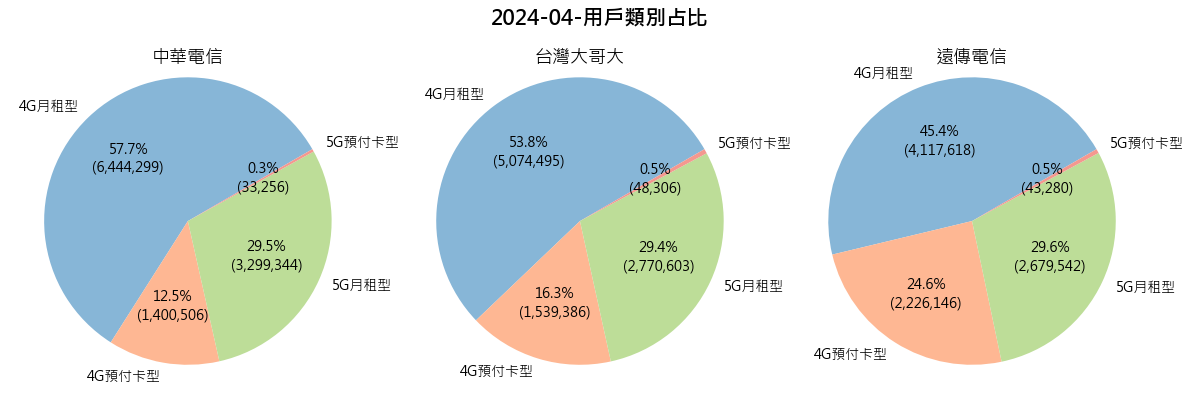 2024-04-用戶類別占比
中華電信
4G月租型
57.7%
(6,444,299)
5G預付卡型
0.3%
(33,256)
29.5%
(3,299,344)
5G月租型
12.5%
(1,400,506)
4G預付卡型
台灣大哥大
4G月租型
53.8%
(5,074,495)
5G預付卡型
0.5%
(48,306)
29.4%
(2,770,603)
5G月租型
16.3%
(1,539,386)
4G預付卡型
遠傳電信
4G月租型
45.4%
(4,117,618)
5G預付卡型
0.5%
(43,280)
29.6%
(2,679,542)
5G月租型
24.6%
(2,226,146)
4G預付卡型